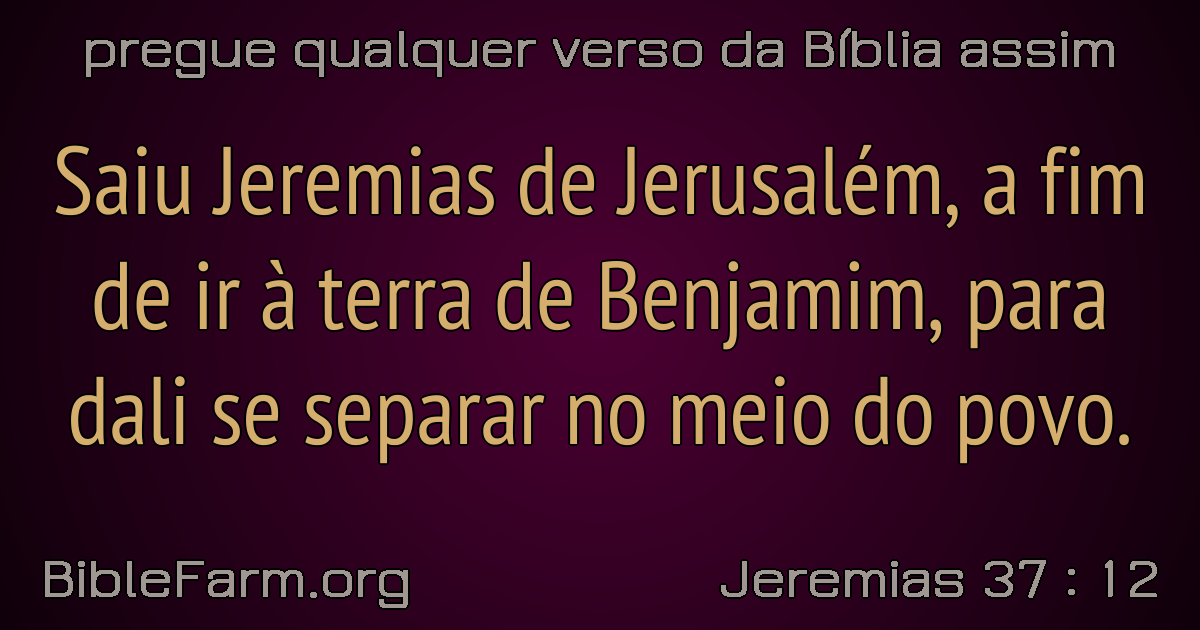 pregue qualquer verso da Bíblia assim
Saiu Jeremias de Jerusalém, a fim
de ir à terra de Benjamim, para
dali se separar no meio do povo.
BibleFarm.org
Jeremias 37 : 12